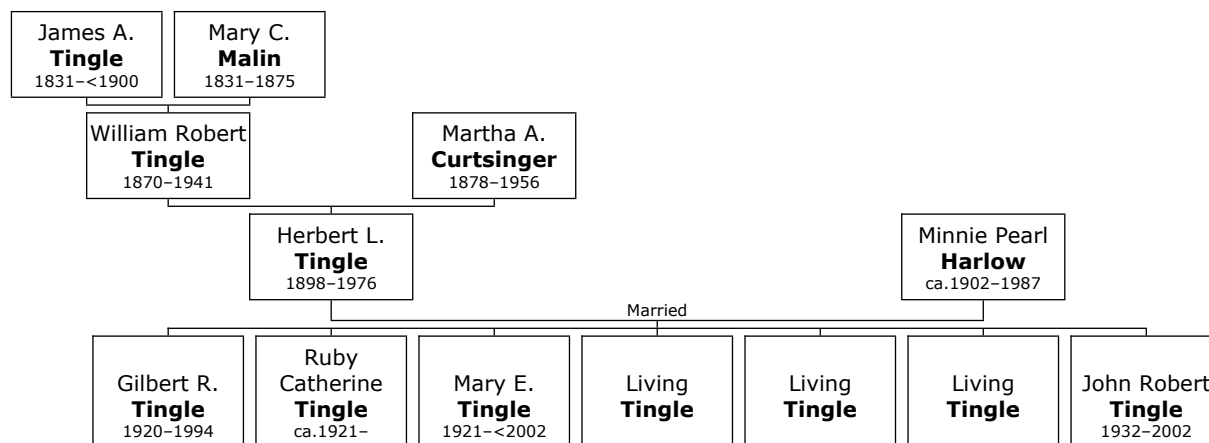 James A.
Tingle
1831–<1900
Mary C.
Malin
1831–1875
William Robert
Tingle
1870–1941
Martha A.
Curtsinger
1878–1956
Herbert L.
Tingle
1898–1976
Minnie Pearl
Harlow
ca.1902–1987
Married
Gilbert R.
Tingle
1920–1994
Ruby
Catherine
Tingle
ca.1921–
Mary E.
Tingle
1921–<2002
Living
Tingle
Living
Tingle
Living
Tingle
John Robert
Tingle
1932–2002